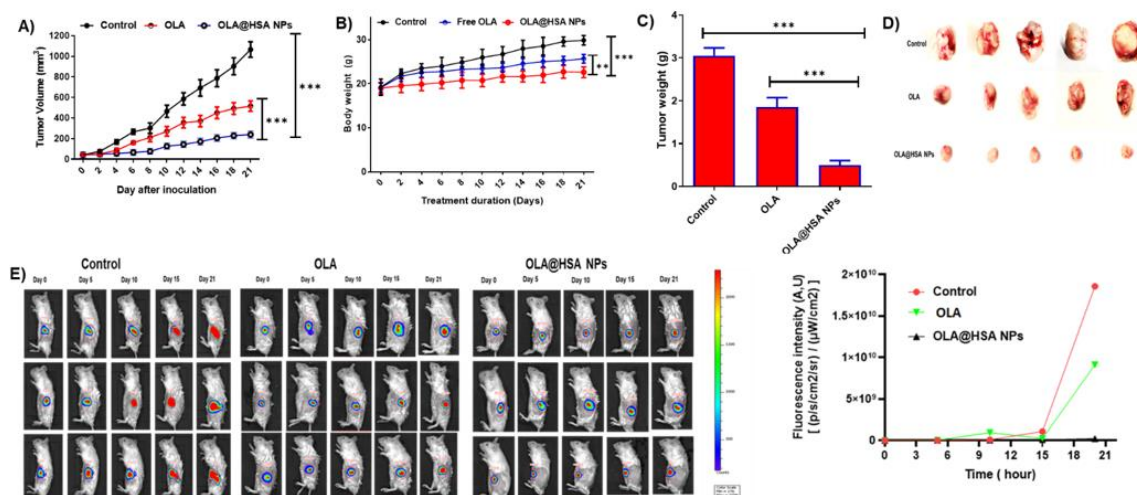 A)
Control OLA OLA@HSA NPs
Tumor Volume (mm³)
1200
1000
800
600
400
200
0
***
***
0 2 4 6 8 10 12 14 16 18 21
Day after inoculation
B)
Control Free OLA OLA@HSA NPs
Body weight (g)
30
20
10
0
**
***
0 2 4 6 8 10 12 14 16 18 21
Treatment duration (Days)
C)
Tumor weight (g)
4
3
2
1
0
***
***
Control
OLA
OLA@HSA NPs
D)
Control
OLA
OLA@HSA NPs
E)
Control
Day 0 Day 5 Day 10 Day 15 Day 21
OLA
Day 0 Day 5 Day 10 Day 15 Day 21
OLA@HSA NPs
Day 0 Day 5 Day 10 Day 15 Day 21
Fluorescence intensity (A,U)
[ (p/s/cm2/sr) / (µW/cm2) ]
2×10¹⁰
2×10¹⁰
1×10¹⁰
5×10⁹
0
Control
OLA
OLA@HSA NPs
0 3 6 9 12 15 18 21
Time ( hour)